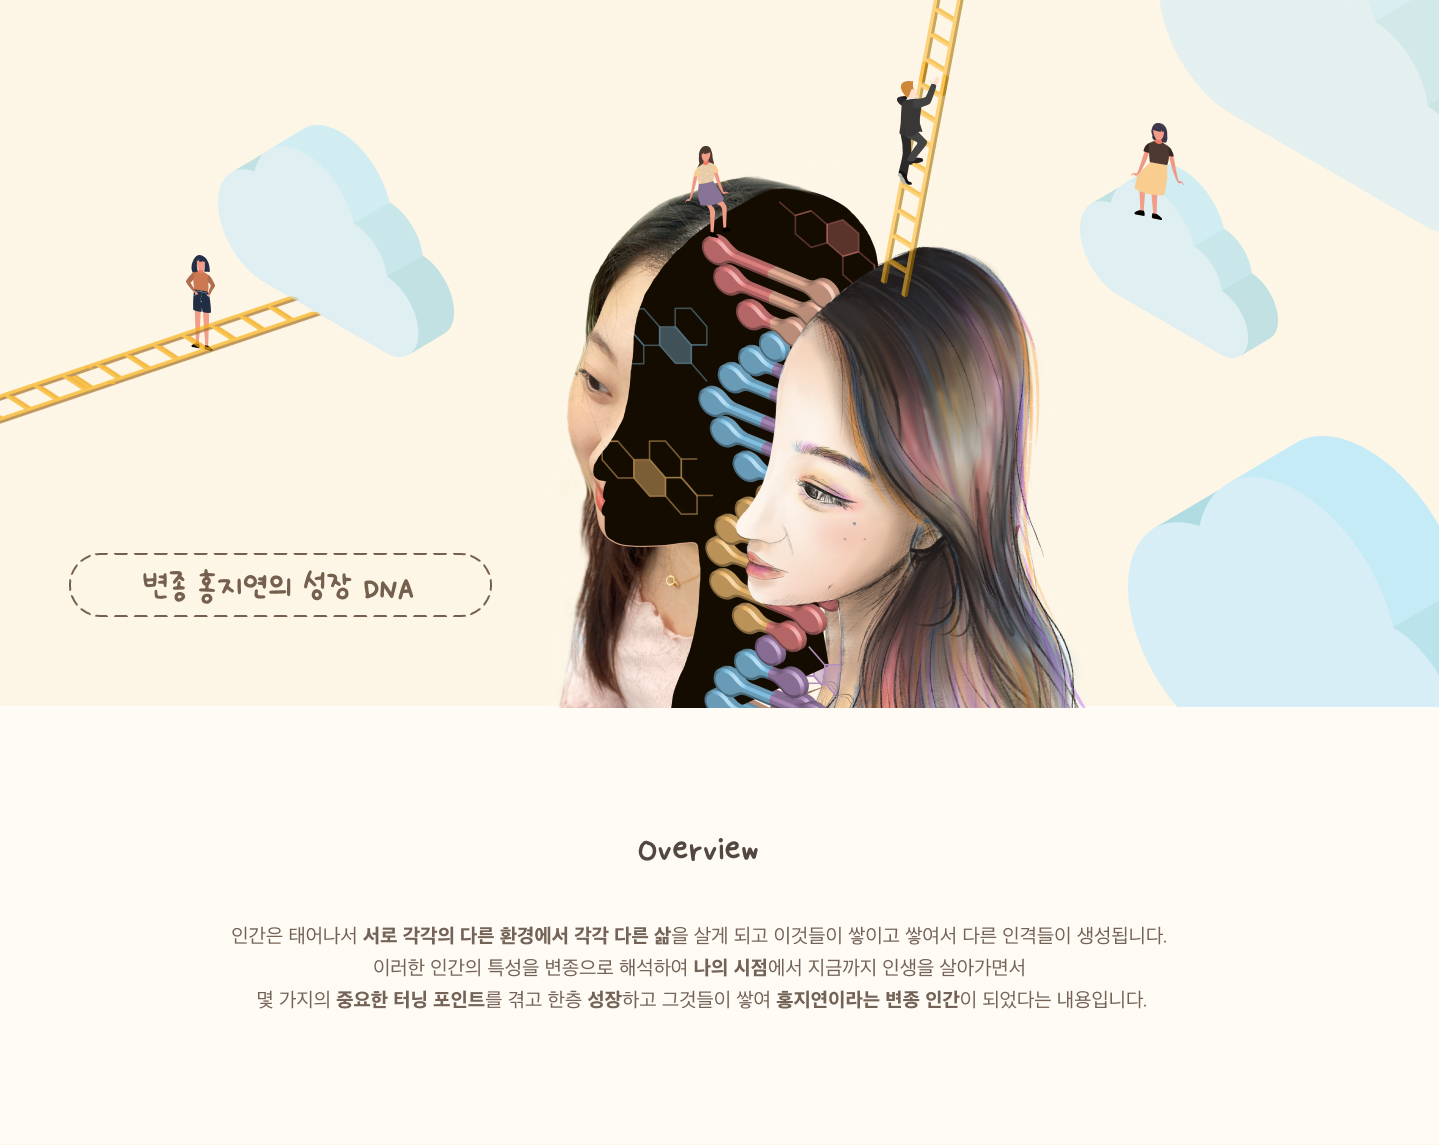 변종 홍지연의 성장 DNA
Overview
인간은 태어나서 서로 각각의 다른 환경에서 각각 다른 삶을 살게 되고 이것들이 쌓이고 쌓여서 다른 인격들이 생성됩니다.
이러한 인간의 특성을 변종으로 해석하여 나의 시점에서 지금까지 인생을 살아가면서
몇 가지의 중요한 터닝 포인트를 겪고 한층 성장하고 그것들이 쌓여 홍지연이라는 변종 인간이 되었다는 내용입니다.